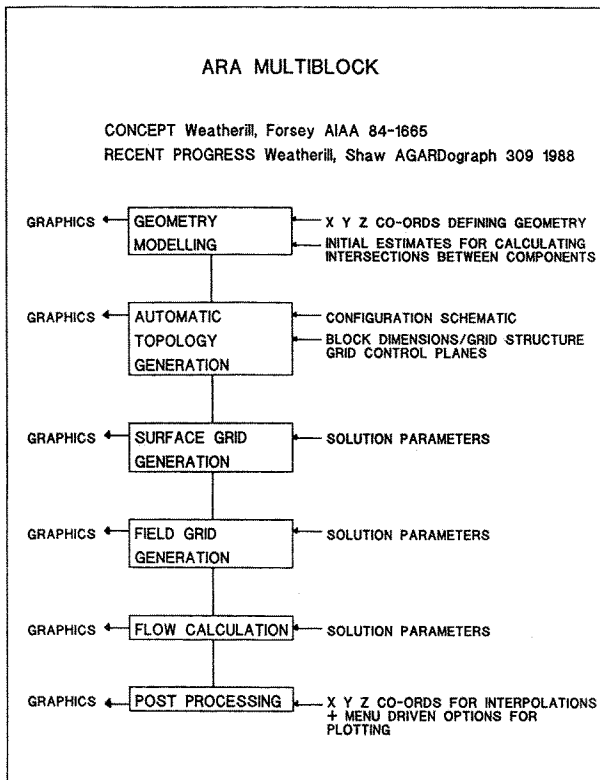 ARA MULTIBLOCK
CONCEPT Weatherill, Forsey AIAA 84-1665
RECENT PROGRESS Weatherill, Shaw AGARDograph 309 1988
GRAPHICS
GEOMETRY
MODELLING
X Y Z CO-ORDS DEFINING GEOMETRY
INITIAL ESTIMATES FOR CALCULATING
INTERSECTIONS BETWEEN COMPONENTS
GRAPHICS
AUTOMATIC
TOPOLOGY
GENERATION
CONFIGURATION SCHEMATIC
BLOCK DIMENSIONS/GRID STRUCTURE
GRID CONTROL PLANES
GRAPHICS
SURFACE GRID
GENERATION
SOLUTION PARAMETERS
GRAPHICS
FIELD GRID
GENERATION
SOLUTION PARAMETERS
GRAPHICS
FLOW CALCULATION
SOLUTION PARAMETERS
GRAPHICS
POST PROCESSING
X Y Z CO-ORDS FOR INTERPOLATIONS
+ MENU DRIVEN OPTIONS FOR
PLOTTING